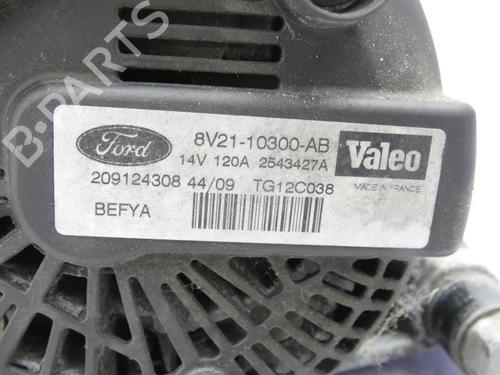 B-PARTS
Ford
8V21-10300-AB
14V 120A 2543427A
Valeo
MADE IN FRANCE
209124308 44/09 TG12C038
BEFYA